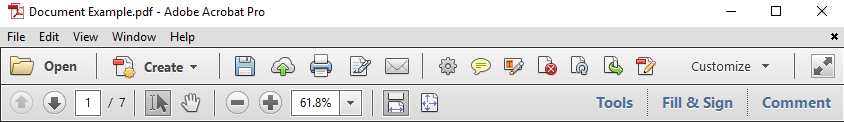 Document Example.pdf - Adobe Acrobat Pro
File Edit View Window Help
Open Create Customize
1 / 7 61.8% Tools Fill & Sign Comment